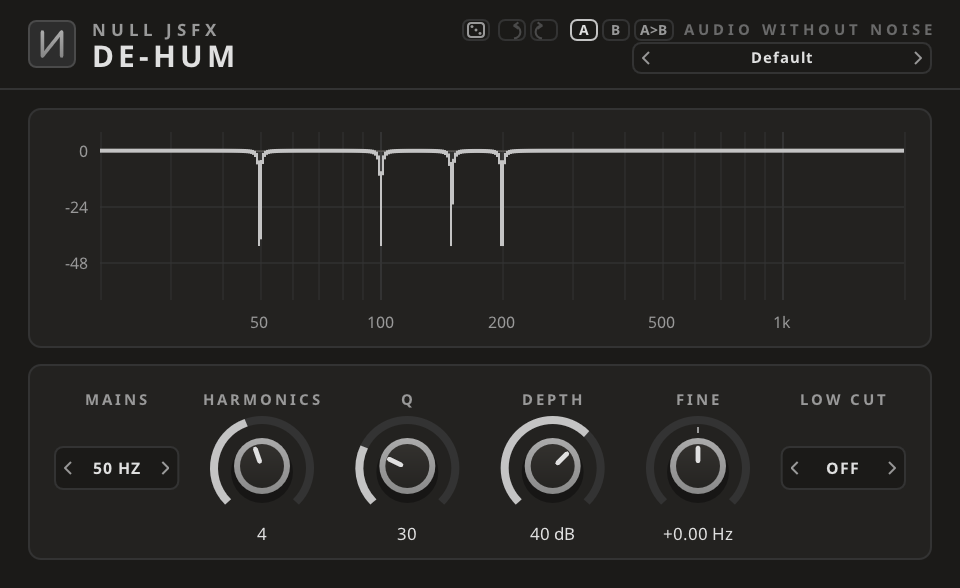 NULL JSFX
DE-HUM
A B A>B AUDIO WITHOUT NOISE
Default
0
-24
-48
50 100 200 500 1k
MAINS HARMONICS Q DEPTH FINE LOW CUT
50 HZ OFF
4 30 40 dB +0.00 Hz